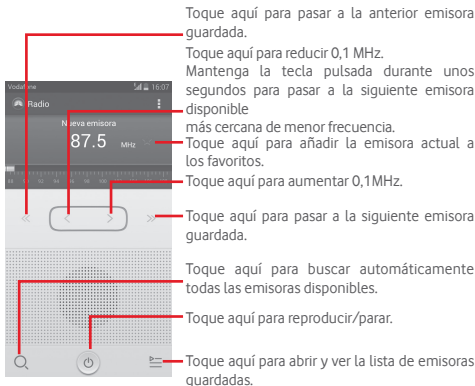 Toque aquí para pasar a la anterior emisora
guardada.
Toque aquí para reducir 0,1 MHz.
Mantenga la tecla pulsada durante unos
segundos para pasar a la siguiente emisora
disponible
más cercana de menor frecuencia.
Toque aquí para añadir la emisora actual a
los favoritos.
Toque aquí para aumentar 0,1MHz.
Toque aquí para pasar a la siguiente emisora
guardada.
Toque aquí para buscar automáticamente
todas las emisoras disponibles.
Toque aquí para reproducir/parar.
Toque aquí para abrir y ver la lista de emisoras
guardadas.
Vodafone 16:07
Radio
Nueva emisora
87.5 MHz